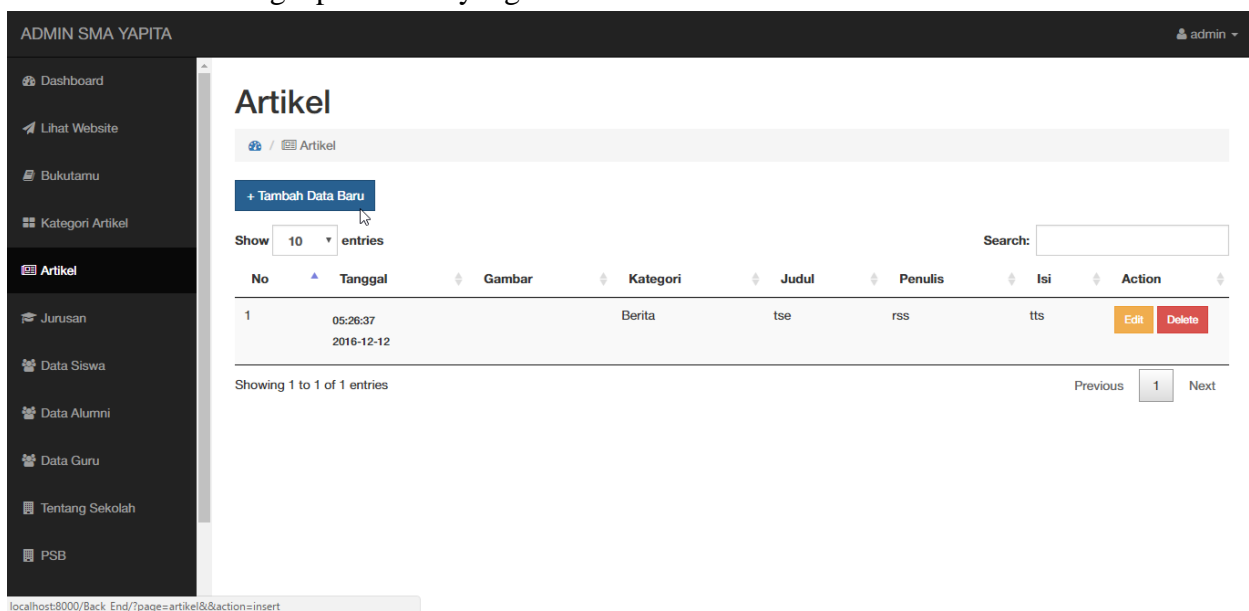 ADMIN SMA YAPITA
admin
Dashboard
Lihat Website
Bukutamu
Kategori Artikel
Artikel
Jurusan
Data Siswa
Data Alumni
Data Guru
Tentang Sekolah
PSB
Artikel
/ Artikel
+ Tambah Data Baru
Show 10 entries
Search:
No Tanggal Gambar Kategori Judul Penulis Isi Action
1 05:26:37 Berita tse rss tts Edit Delete
2016-12-12
Showing 1 to 1 of 1 entries
Previous 1 Next
localhost:8000/Back_End/?page=artikel&&action=insert